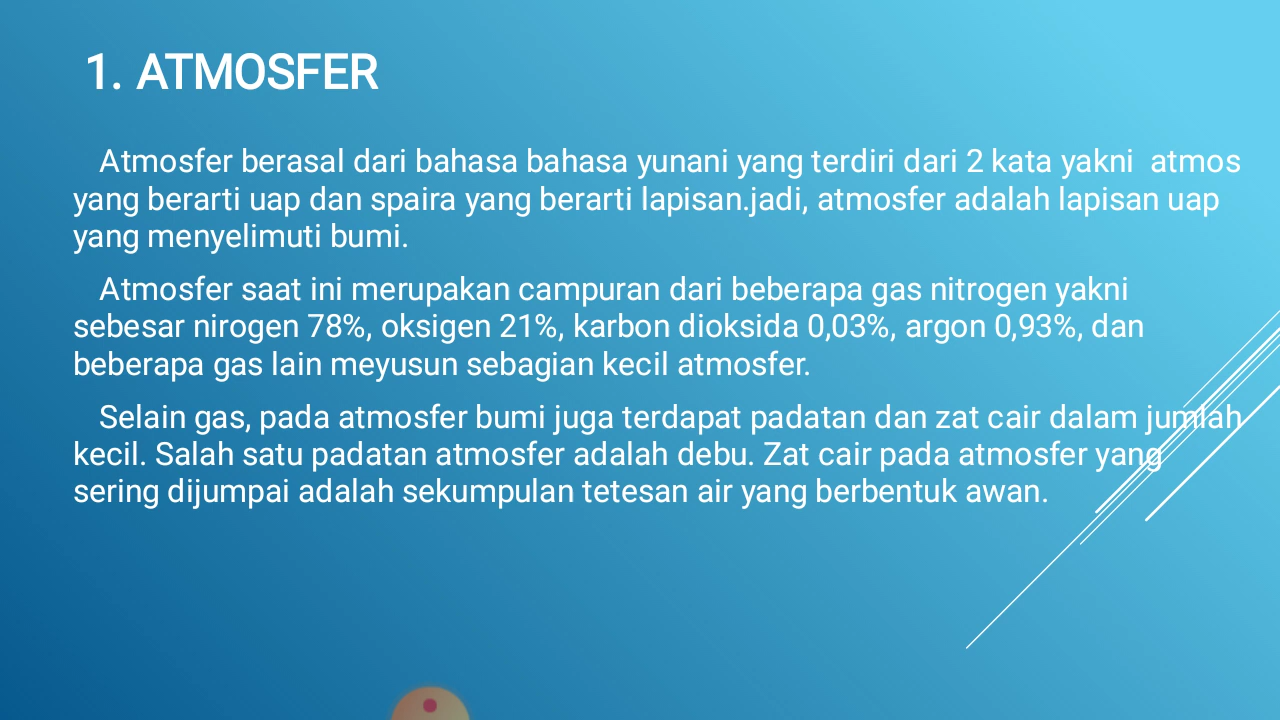 1. ATMOSFER
Atmosfer berasal dari bahasa bahasa yunani yang terdiri dari 2 kata yakni  atmos
yang berarti uap dan spaira yang berarti lapisan.jadi, atmosfer adalah lapisan uap
yang menyelimuti bumi.
Atmosfer saat ini merupakan campuran dari beberapa gas nitrogen yakni
sebesar nirogen 78%, oksigen 21%, karbon dioksida 0,03%, argon 0,93%, dan
beberapa gas lain meyusun sebagian kecil atmosfer.
Selain gas, pada atmosfer bumi juga terdapat padatan dan zat cair dalam jumlah
kecil. Salah satu padatan atmosfer adalah debu. Zat cair pada atmosfer yang
sering dijumpai adalah sekumpulan tetesan air yang berbentuk awan.